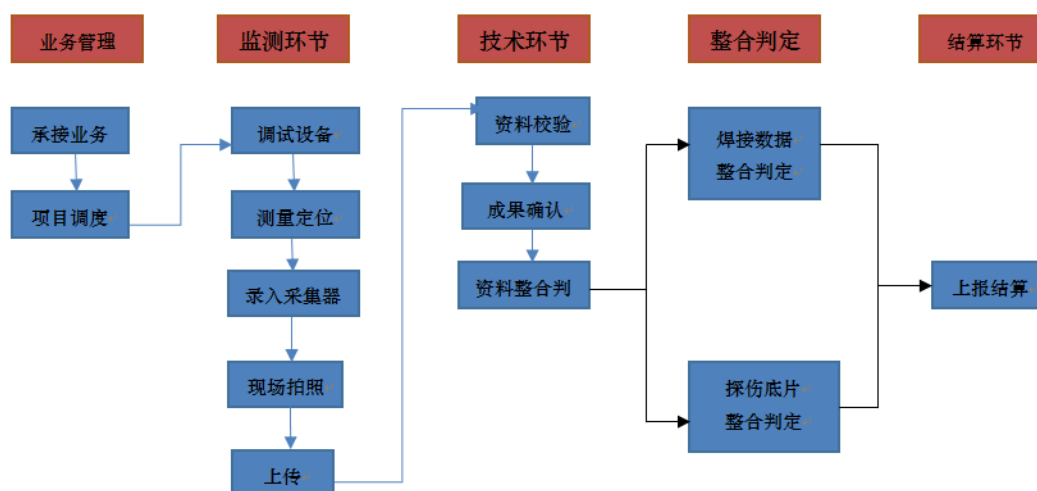 业务管理
监测环节
技术环节
整合判定
结算环节
承接业务
项目调度
调试设备
测量定位
录入采集器
现场拍照
上传
资料校验
成果确认
资料整合判
焊接数据
整合判定
探伤底片
整合判定
上报结算